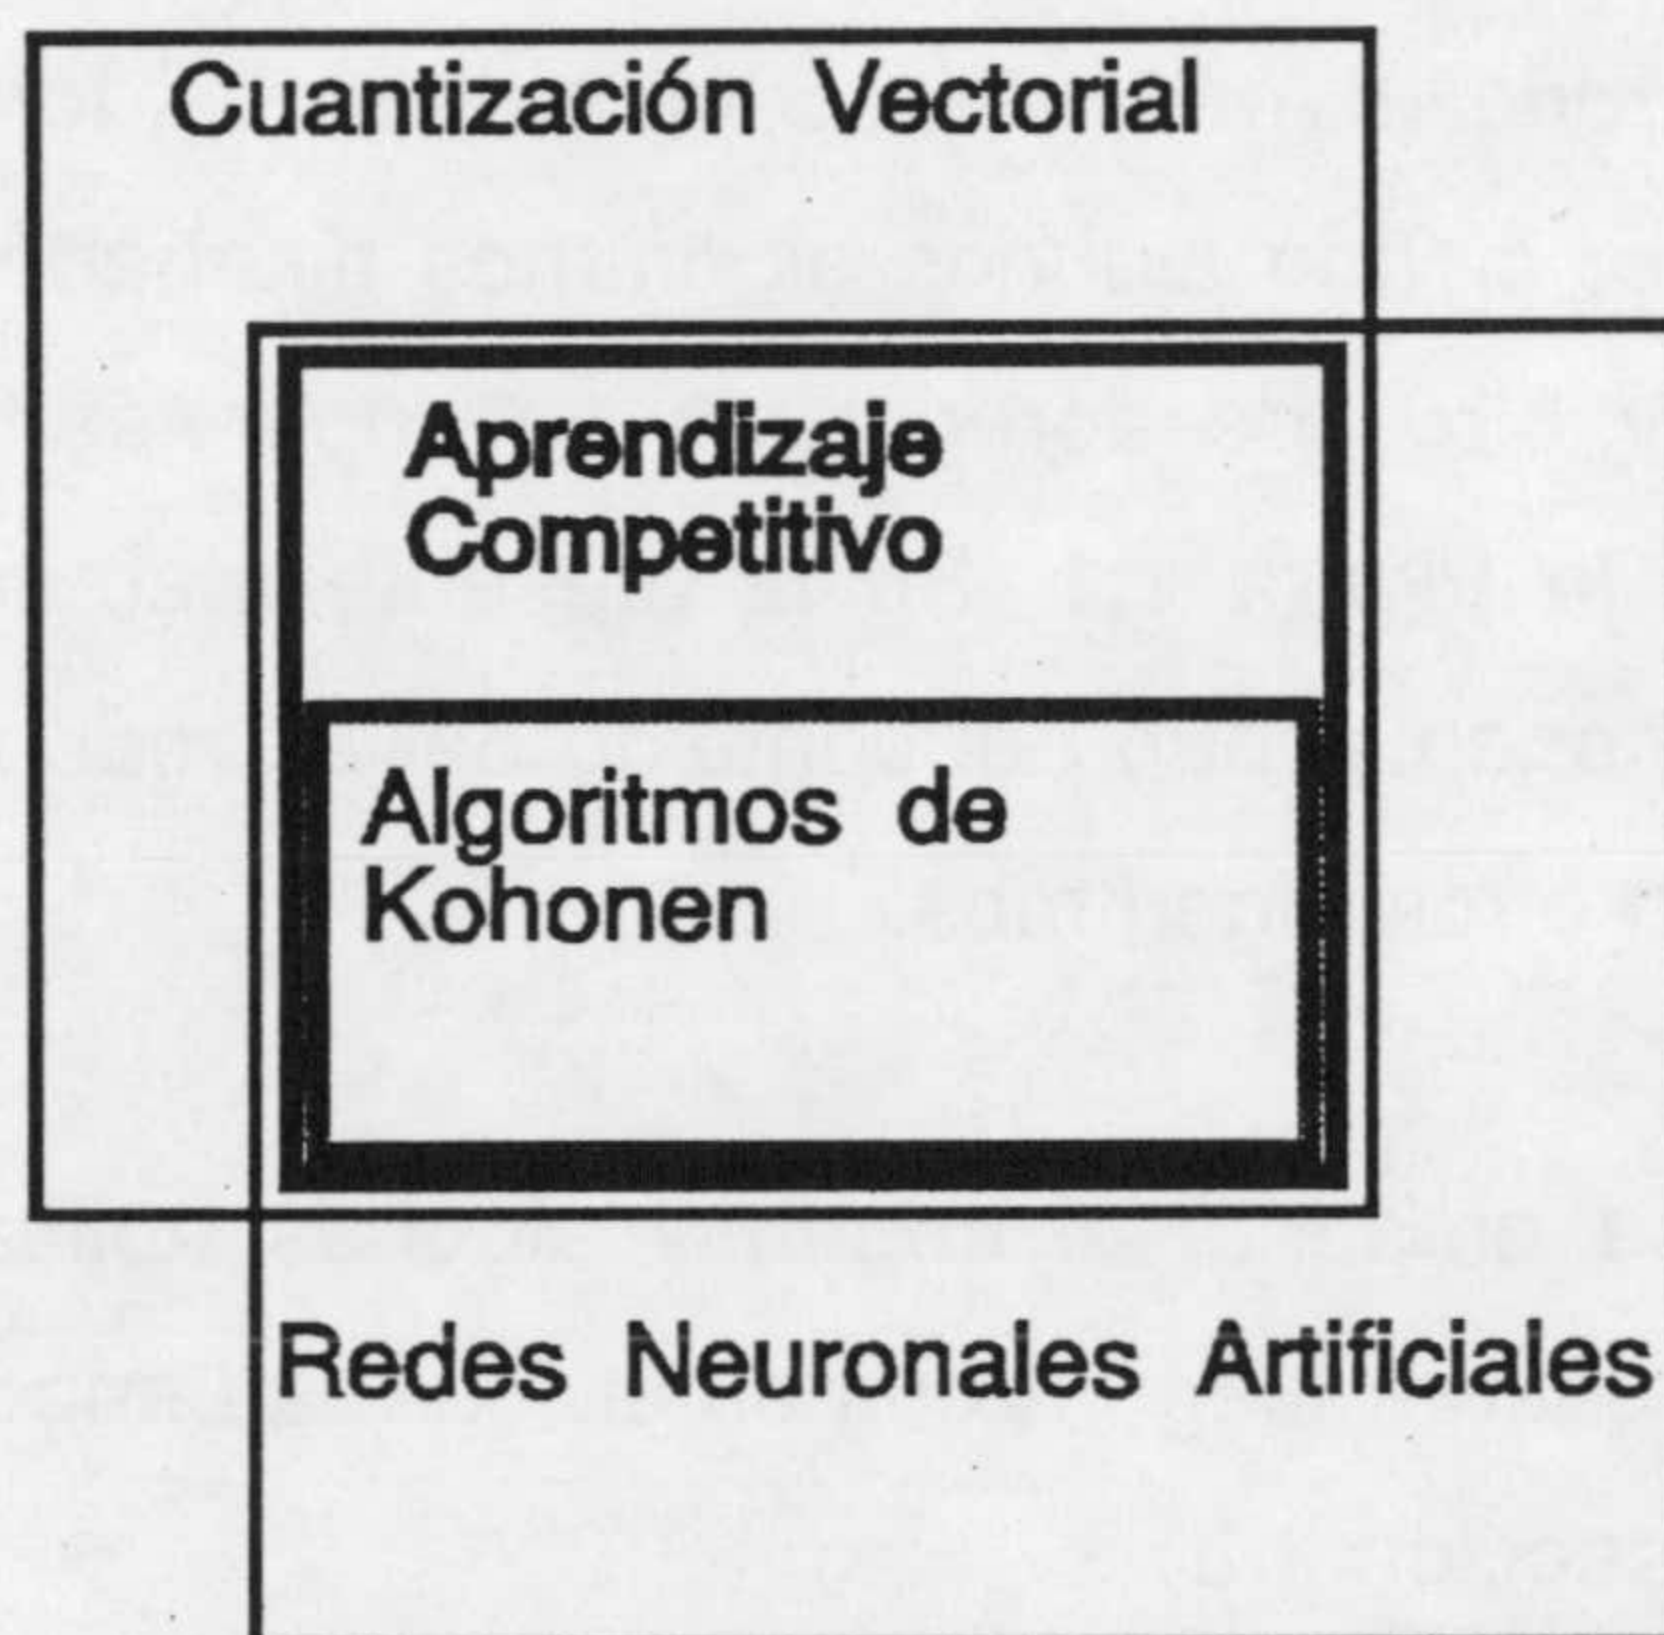 Cuantización Vectorial
Aprendizaje
Competitivo
Algoritmos de
Kohonen
Redes Neuronales Artificiales